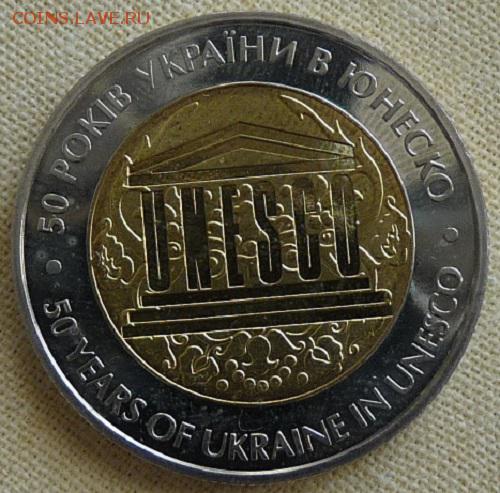 COINS.LAVE.RU
50 РОКІВ УКРАЇНИ В ЮНЕСКО
UNESCO
50 YEARS OF UKRAINE IN UNESCO